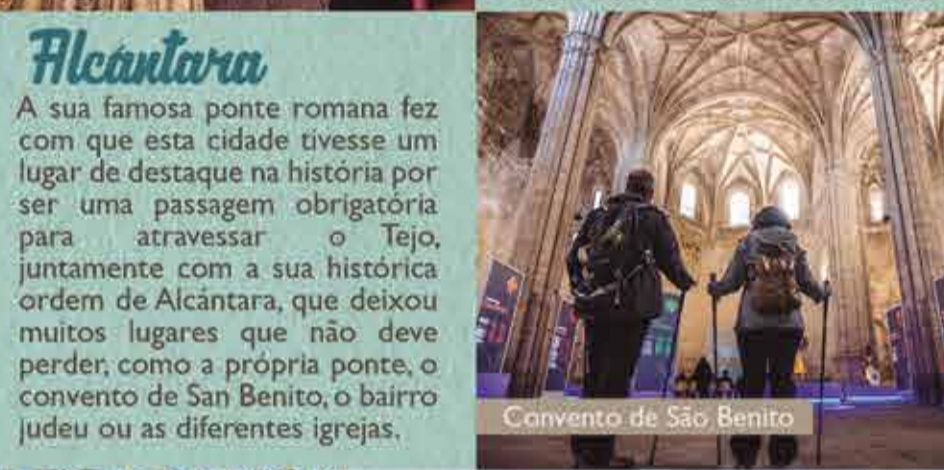 Alcántara
A sua famosa ponte romana fez
com que esta cidade tivesse um
lugar de destaque na história por
ser uma passagem obrigatória
para atravessar o Tejo,
juntamente com a sua histórica
ordem de Alcántara, que deixou
muitos lugares que não deve
perder, como a própria ponte, o
convento de San Benito, o bairro
judeu ou as diferentes igrejas.
Convento de São Benito